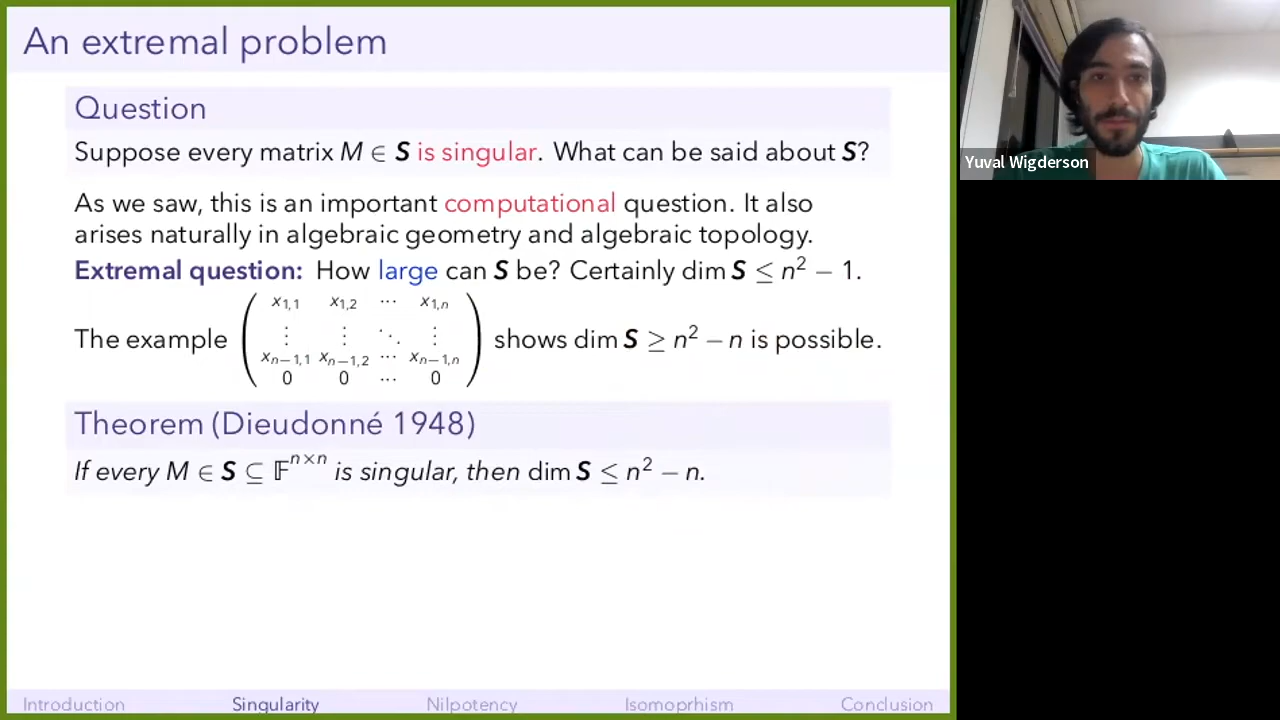 An extremal problem
Question
Suppose every matrix M ∈ S is singular. What can be said about S?
As we saw, this is an important computational question. It also
arises naturally in algebraic geometry and algebraic topology.
Extremal question: How large can S be? Certainly dim S ≤ n² − 1.
x₁,₁ x₁,₂ ⋯ x₁,ₙ
⋮ ⋮ ⋱ ⋮
The example shows dim S ≥ n² − n is possible.
xₙ₋₁,₁ xₙ₋₁,₂ ⋯ xₙ₋₁,ₙ
0 0 ⋯ 0
Theorem (Dieudonné 1948)
If every M ∈ S ⊆ 𝔽ⁿˣⁿ is singular, then dim S ≤ n² − n.
Introduction Singularity Nilpotency Isomoprhism Conclusion
Yuval Wigderson